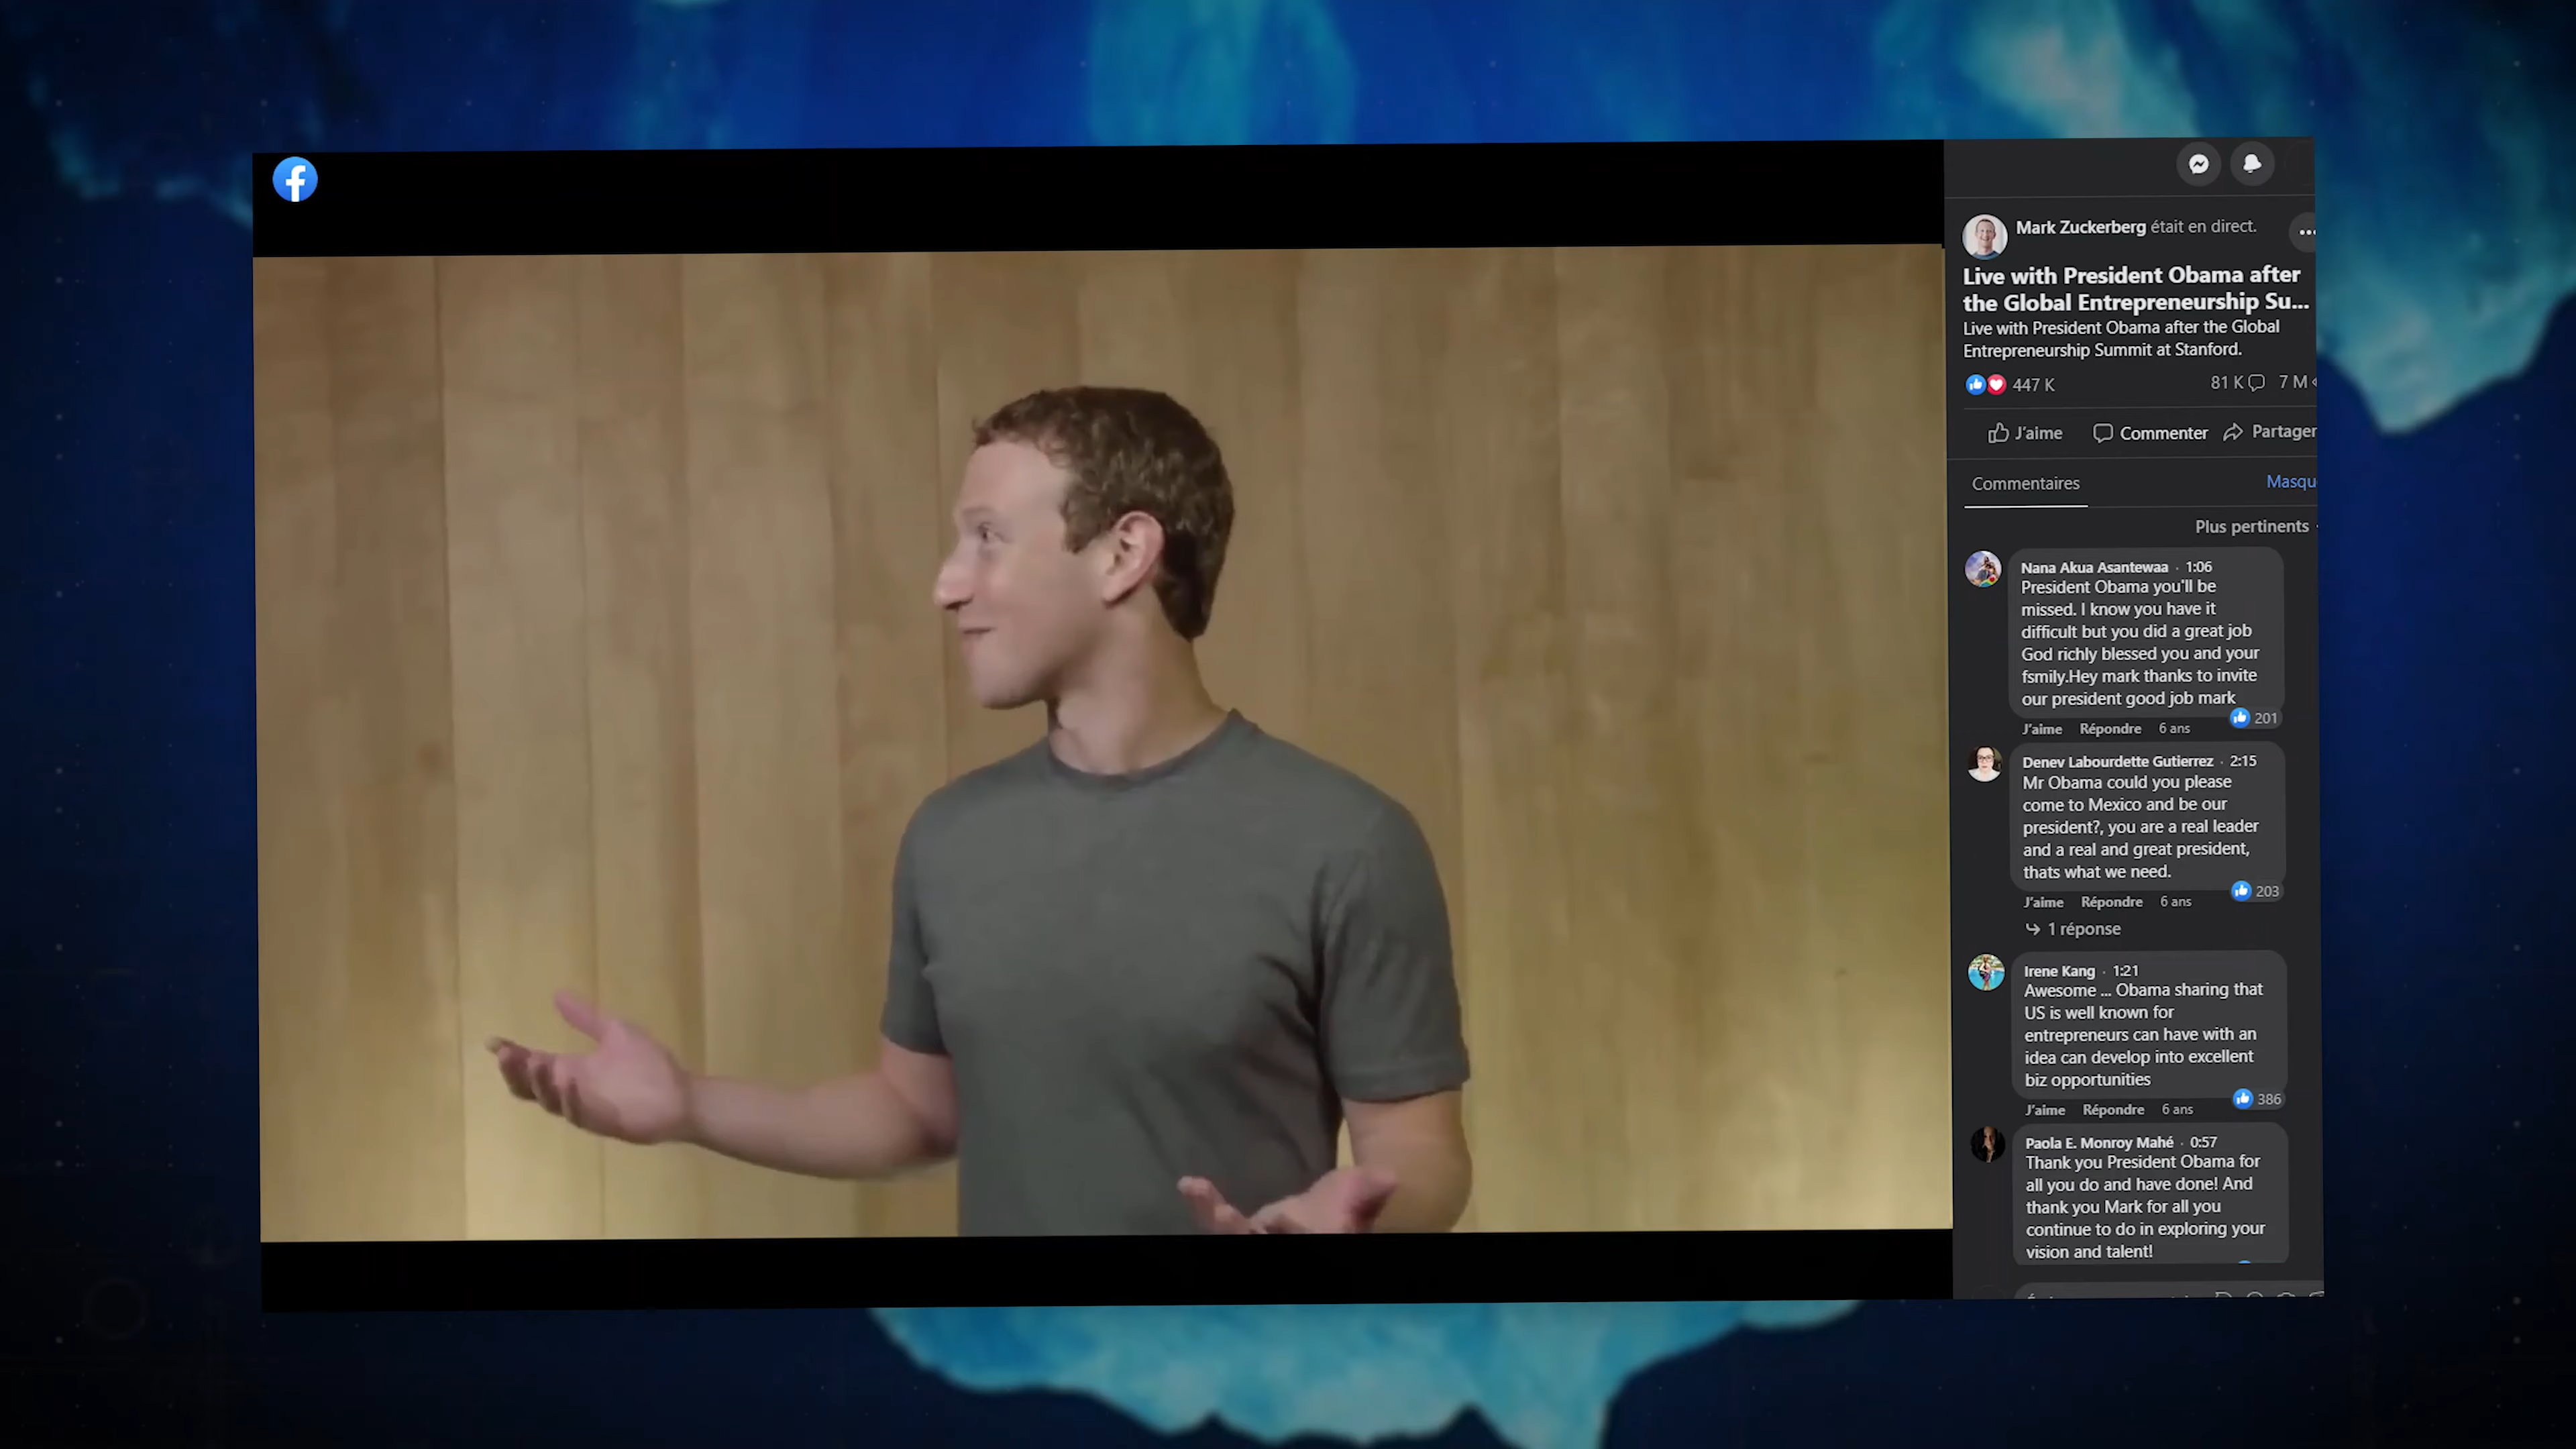 Mark Zuckerberg était en direct.
Live with President Obama after
the Global Entrepreneurship Su...
Live with President Obama after the Global
Entrepreneurship Summit at Stanford.
447 K 81 K 7 M
J'aime Commenter Partager
Commentaires Masqu
Plus pertinents
Nana Akua Asantewaa · 1:06
President Obama you'll be
missed. I know you have it
difficult but you did a great job
God richly blessed you and your
fsmily.Hey mark thanks to invite
our president good job mark
201
J'aime Répondre 6 ans
Denev Labourdette Gutierrez · 2:15
Mr Obama could you please
come to Mexico and be our
president?, you are a real leader
and a real and great president,
thats what we need.
203
J'aime Répondre 6 ans
1 réponse
Irene Kang · 1:21
Awesome ... Obama sharing that
US is well known for
entrepreneurs can have with an
idea can develop into excellent
biz opportunities
386
J'aime Répondre 6 ans
Paola E. Monroy Mahé · 0:57
Thank you President Obama for
all you do and have done! And
thank you Mark for all you
continue to do in exploring your
vision and talent!